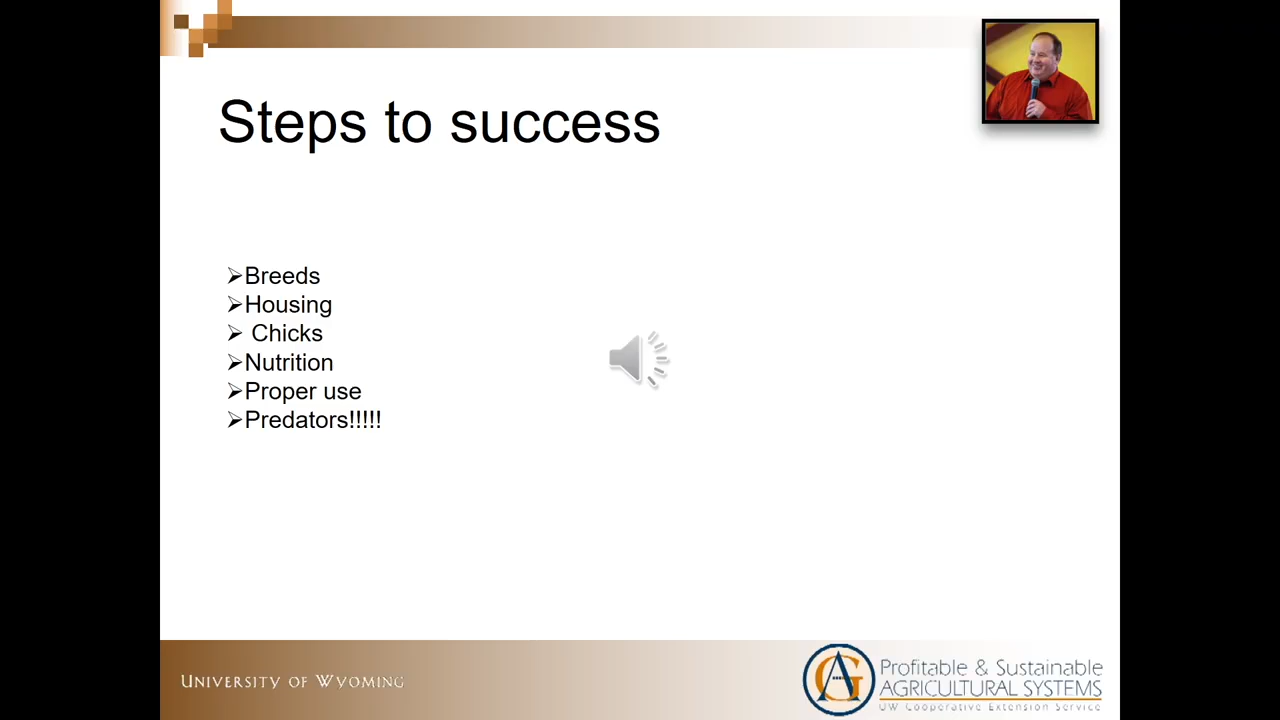 Steps to success
➢Breeds
➢Housing
➢ Chicks
➢Nutrition
➢Proper use
➢Predators!!!!!
UNIVERSITY OF WYOMING
AG
Profitable & Sustainable
AGRICULTURAL SYSTEMS
UW Cooperative Extension Service